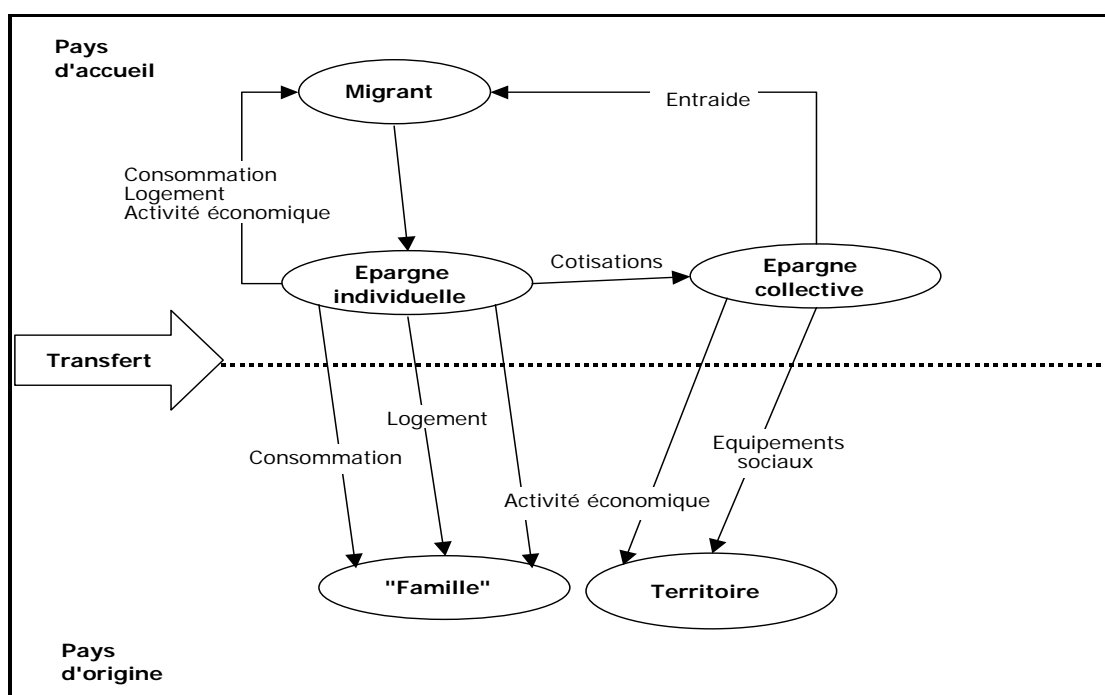 Pays
d'accueil
Migrant
Entraide
Consommation
Logement
Activité économique
Epargne
individuelle
Cotisations
Epargne
collective
Transfert
Logement
Consommation
Equipements
sociaux
Activité économique
"Famille"
Territoire
Pays
d'origine